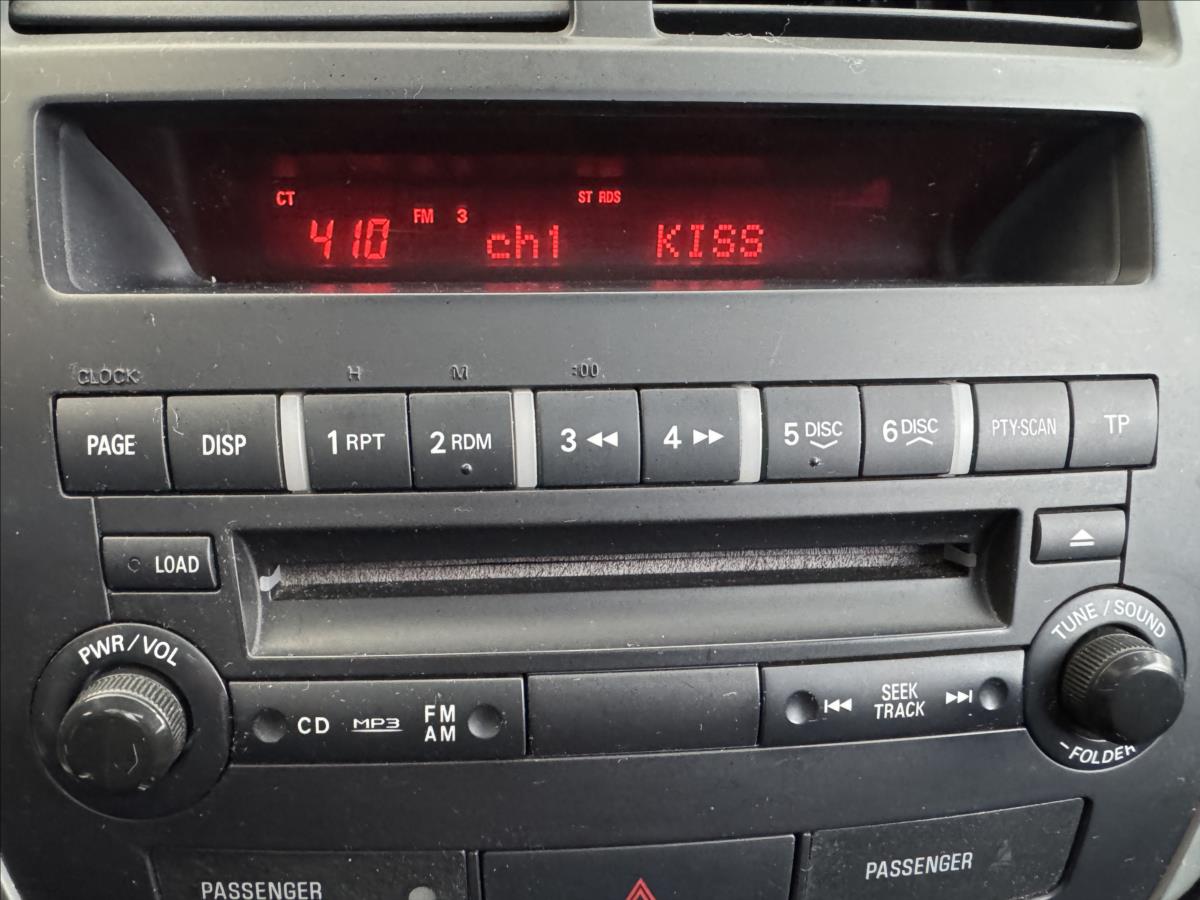 CT ST RDS
410 FM 3 ch1 KISS
CLOCK H M :00
PAGE DISP 1 RPT 2 RDM 3 4 5 DISC 6 DISC PTY·SCAN TP
LOAD
PWR/VOL
TUNE/SOUND
CD MP3 FM
AM
SEEK
TRACK
-FOLDER
PASSENGER
PASSENGER